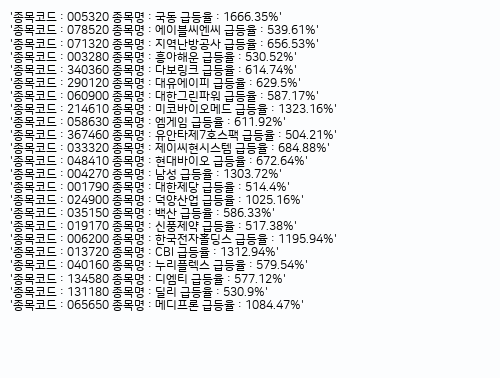 '종목코드 : 005320 종목명 : 국동 급등율 : 1666.35%'
'종목코드 : 078520 종목명 : 에이블씨엔씨 급등율 : 539.61%'
'종목코드 : 071320 종목명 : 지역난방공사 급등율 : 656.53%'
'종목코드 : 003280 종목명 : 흥아해운 급등율 : 530.52%'
'종목코드 : 340360 종목명 : 다보링크 급등율 : 614.74%'
'종목코드 : 290120 종목명 : 대유에이피 급등율 : 629.5%'
'종목코드 : 060900 종목명 : 대한그린파워 급등율 : 587.17%'
'종목코드 : 214610 종목명 : 미코바이오메드 급등율 : 1323.16%'
'종목코드 : 058630 종목명 : 엠게임 급등율 : 611.92%'
'종목코드 : 367460 종목명 : 유안타제7호스팩 급등율 : 504.21%'
'종목코드 : 033320 종목명 : 제이씨현시스템 급등율 : 684.88%'
'종목코드 : 048410 종목명 : 현대바이오 급등율 : 672.64%'
'종목코드 : 004270 종목명 : 남성 급등율 : 1303.72%'
'종목코드 : 001790 종목명 : 대한제당 급등율 : 514.4%'
'종목코드 : 024900 종목명 : 덕양산업 급등율 : 1025.16%'
'종목코드 : 035150 종목명 : 백산 급등율 : 586.33%'
'종목코드 : 019170 종목명 : 신풍제약 급등율 : 517.38%'
'종목코드 : 006200 종목명 : 한국전자홀딩스 급등율 : 1195.94%'
'종목코드 : 013720 종목명 : CBI 급등율 : 1312.94%'
'종목코드 : 040160 종목명 : 누리플렉스 급등율 : 579.54%'
'종목코드 : 134580 종목명 : 디엠티 급등율 : 577.12%'
'종목코드 : 131180 종목명 : 딜리 급등율 : 530.9%'
'종목코드 : 065650 종목명 : 메디프론 급등율 : 1084.47%'